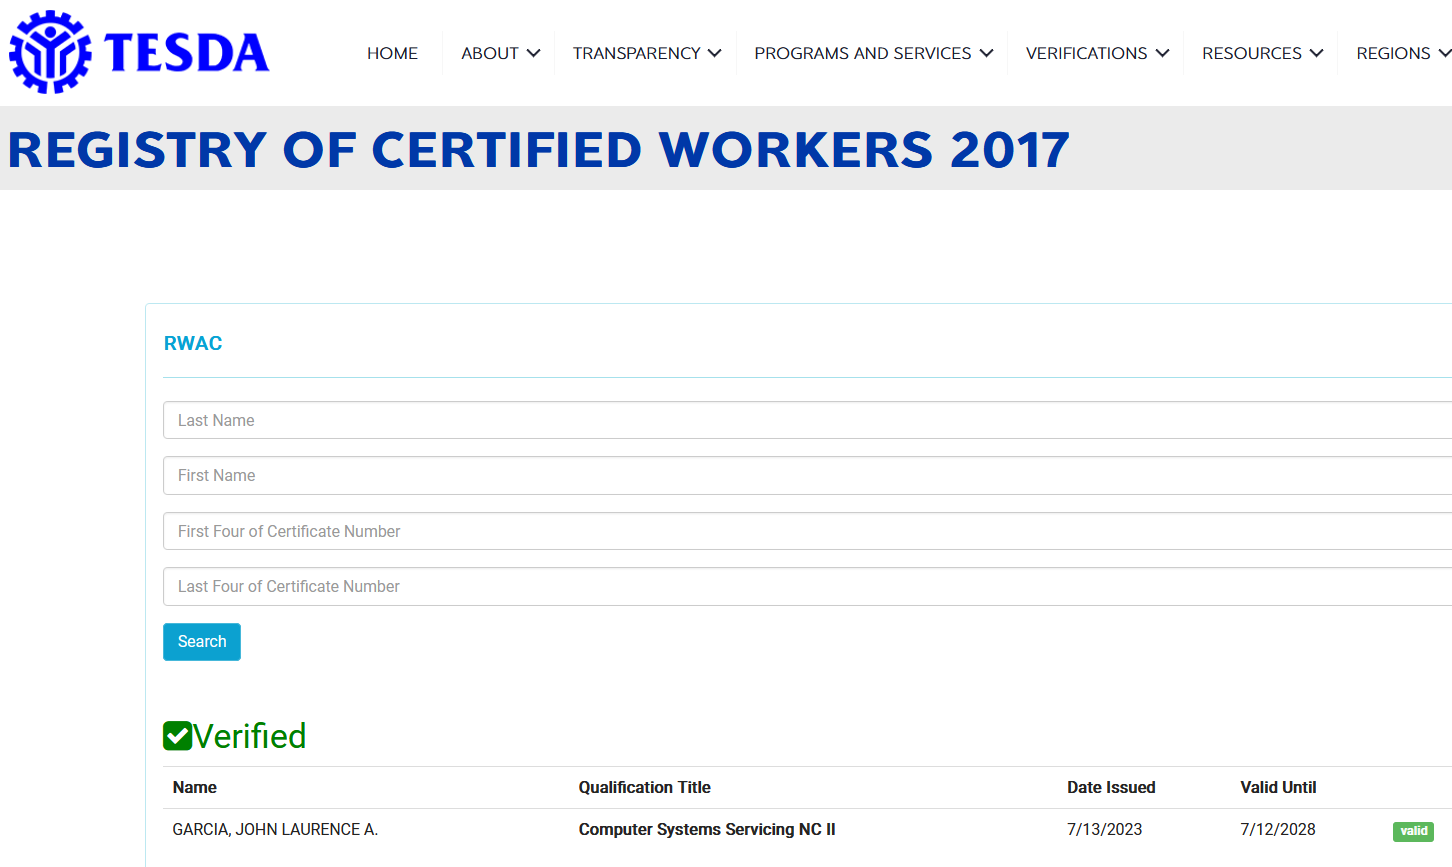 TESDA
HOME ABOUT TRANSPARENCY PROGRAMS AND SERVICES VERIFICATIONS RESOURCES REGIONS
REGISTRY OF CERTIFIED WORKERS 2017
RWAC
Last Name
First Name
First Four of Certificate Number
Last Four of Certificate Number
Search
Verified
Name Qualification Title Date Issued Valid Until
GARCIA, JOHN LAURENCE A. Computer Systems Servicing NC II 7/13/2023 7/12/2028 valid